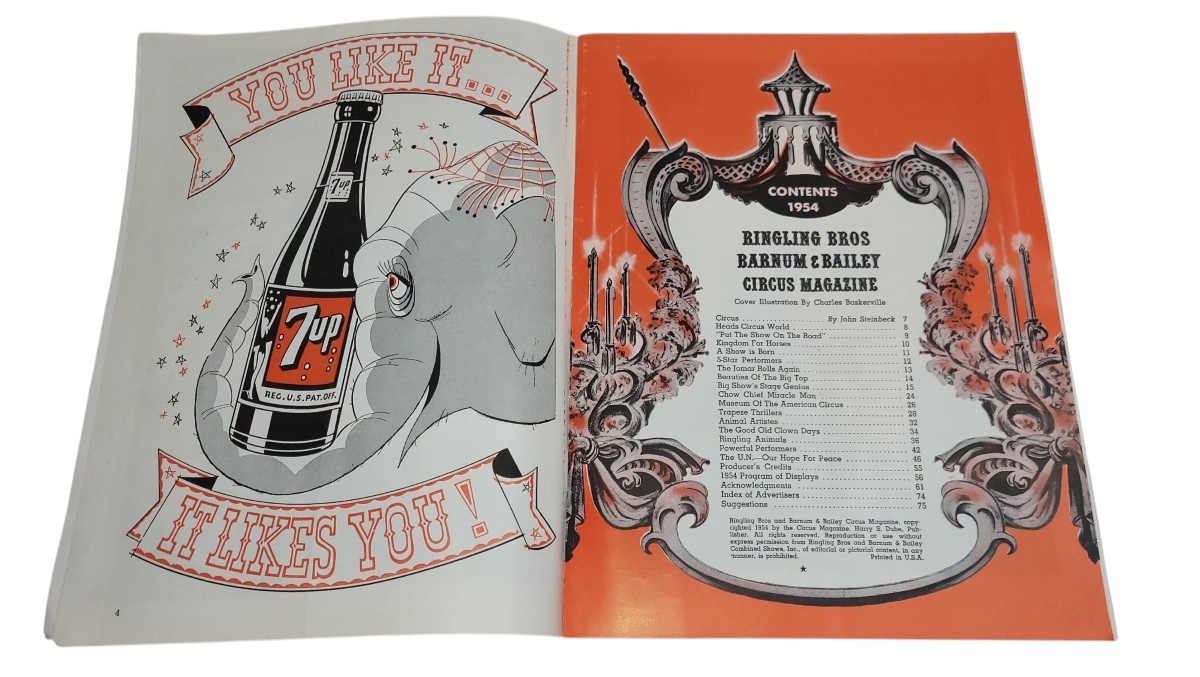 YOU LIKE IT...
7up
7up
REG. U.S. PAT. OFF.
IT LIKES YOU!
4
CONTENTS
1954
RINGLING BROS
BARNUM & BAILEY
CIRCUS MAGAZINE
Cover Illustration By Charles Baskerville
Circus .......................... By John Steinbeck 7
Heads Circus World .......................... 8
"Put The Show On The Road" .......................... 9
Kingdom For Horses .......................... 10
A Show is Born .......................... 11
5-Star Performers .......................... 12
The Jomar Rolls Again .......................... 13
Beauties Of The Big Top .......................... 14
Big Show's Stage Genius .......................... 15
Chow Chief Miracle Man .......................... 24
Museum Of The American Circus .......................... 26
Trapeze Thrillers .......................... 28
Animal Artistes .......................... 32
The Good Old Clown Days .......................... 34
Ringling Animals .......................... 36
Powerful Performers .......................... 42
The U.N.—Our Hope For Peace .......................... 46
Producer's Credits .......................... 55
1954 Program of Displays .......................... 56
Acknowledgments .......................... 61
Index of Advertisers .......................... 74
Suggestions .......................... 75
Ringling Bros and Barnum & Bailey Circus Magazine, copy-
righted 1954 by the Circus Magazine, Harry S. Dube, Pub-
lisher. All rights reserved. Reproduction or use without
express permission from Ringling Bros and Barnum & Bailey
Combined Shows, Inc., of editorial or pictorial content, in any
manner, is prohibited. Printed in U.S.A.